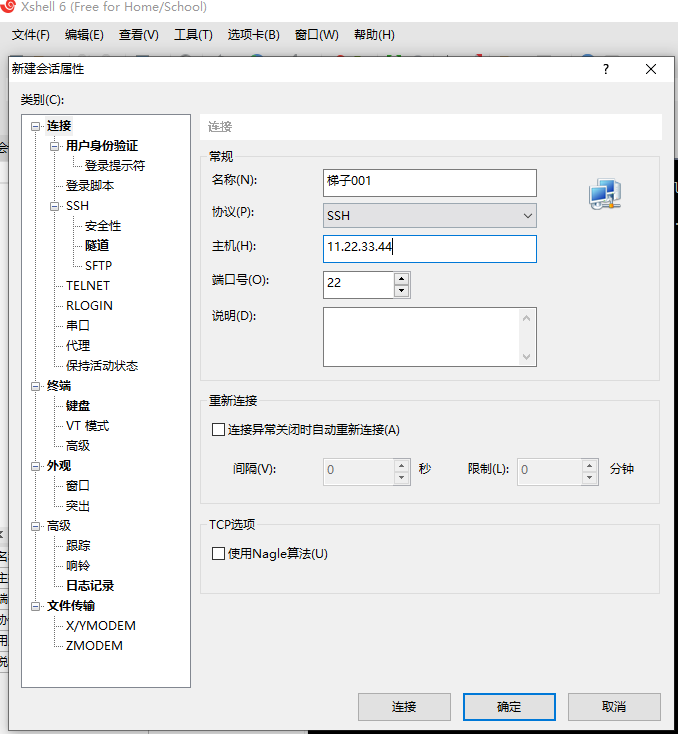 Xshell 6 (Free for Home/School)
文件(F) 编辑(E) 查看(V) 工具(T) 选项卡(B) 窗口(W) 帮助(H)
新建会话属性 ?
类别(C):
连接
用户身份验证
登录提示符
登录脚本
SSH
安全性
隧道
SFTP
TELNET
RLOGIN
串口
代理
保持活动状态
终端
键盘
VT 模式
高级
外观
窗口
突出
高级
跟踪
响铃
日志记录
文件传输
X/YMODEM
ZMODEM
连接
常规
名称(N): 梯子001
协议(P): SSH
主机(H): 11.22.33.44
端口号(O): 22
说明(D):
重新连接
连接异常关闭时自动重新连接(A)
间隔(V): 0 秒 限制(L): 0 分钟
TCP选项
使用Nagle算法(U)
连接 确定 取消